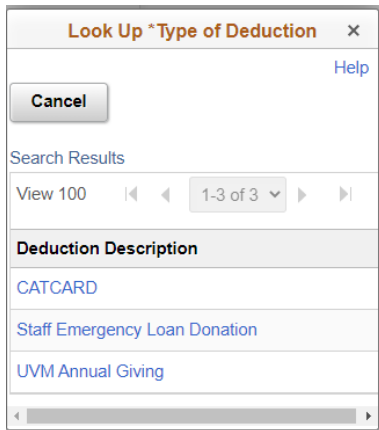 Look Up *Type of Deduction ×
Help
Cancel
Search Results
View 100 1-3 of 3
Deduction Description
CATCARD
Staff Emergency Loan Donation
UVM Annual Giving